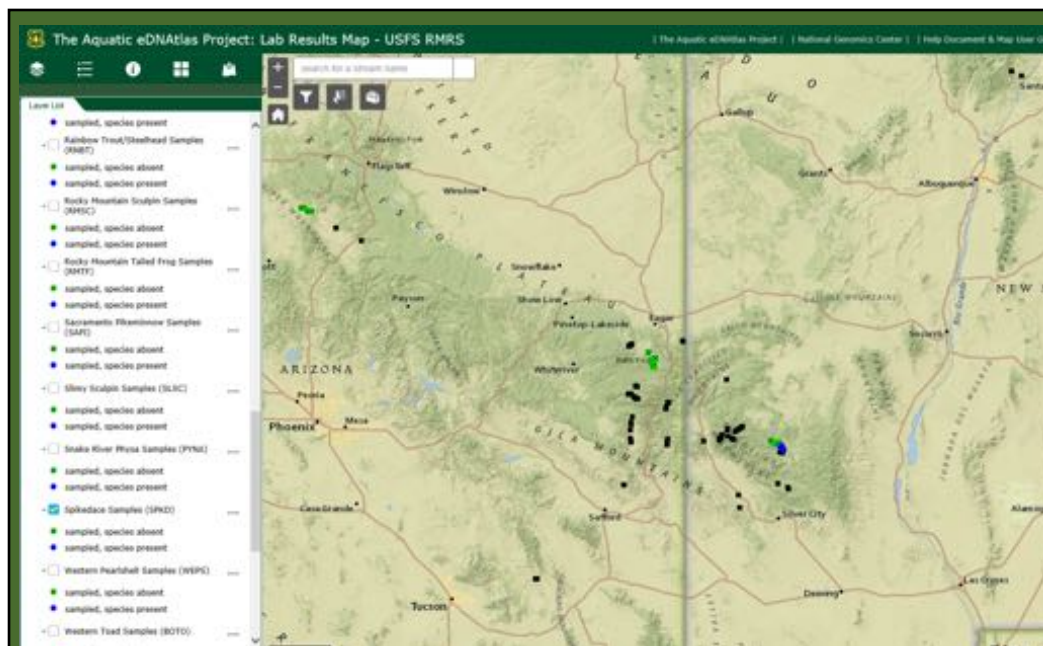 The Aquatic eDNAtlas Project: Lab Results Map - USFS RMRS
| The Aquatic eDNAtlas Project | | National Genomics Center | | Help Document & Map User G
search for a stream name
Layer List
sampled, species present
Rainbow Trout/Steelhead Samples
(RNBT)
sampled, species absent
sampled, species present
Rocky Mountain Sculpin Samples
(RMSC)
sampled, species absent
sampled, species present
Rocky Mountain Tailed Frog Samples
(RMTF)
sampled, species absent
sampled, species present
Sacramento Pikeminnow Samples
(SAPI)
sampled, species absent
sampled, species present
Slimy Sculpin Samples (SLSC)
sampled, species absent
sampled, species present
Snake River Physa Samples (PYNA)
sampled, species absent
sampled, species present
Spikedace Samples (SPKD)
sampled, species absent
sampled, species present
Western Pearlshell Samples (WEPS)
sampled, species absent
sampled, species present
Western Toad Samples (BOTO)
Flagstaff
Winslow
Gallup
Grants
Albuquerque
Santa
Snowflake
Show Low
Payson
Pinetop-Lakeside
Eagar
Whiteriver
PLATEAU
ARIZONA
NEW
Socorro
Rio Grande
Peoria
Phoenix
Mesa
GILA MOUNTAINS
Casa Grande
Safford
Silver City
Alamog
Tucson
Deming
Las Cruces